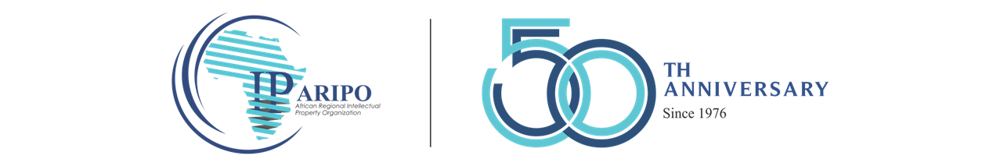 IP ARIPO
African Regional Intellectual
Property Organization
50
TH
ANNIVERSARY
Since 1976